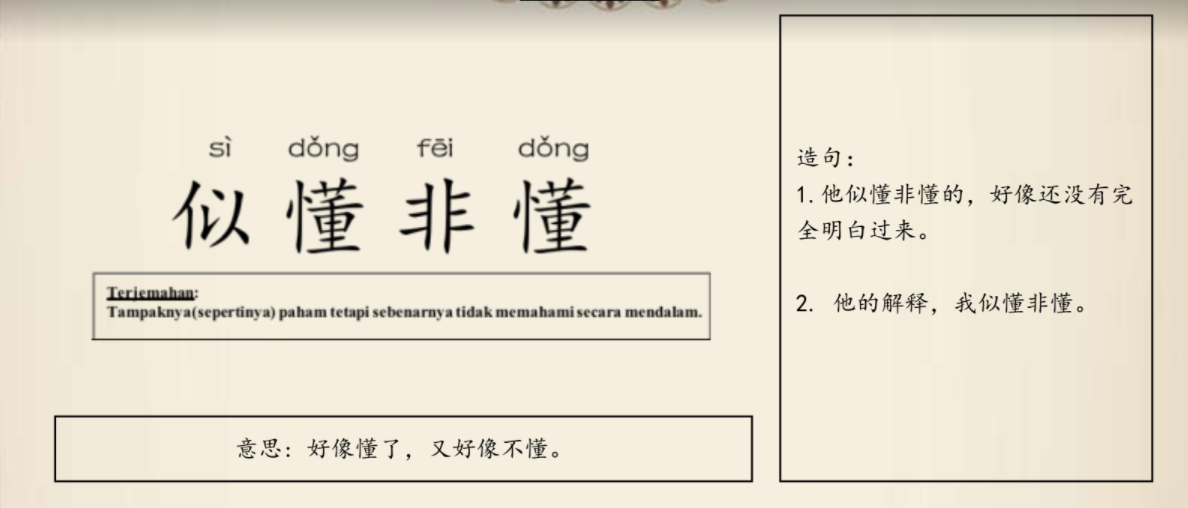 sì dǒng fēi dǒng
似懂非懂
Terjemahan:
Tampaknya(sepertinya) paham tetapi sebenarnya tidak memahami secara mendalam.
意思：好像懂了，又好像不懂。
造句：
1.他似懂非懂的，好像还没有完
全明白过来。
2. 他的解释，我似懂非懂。